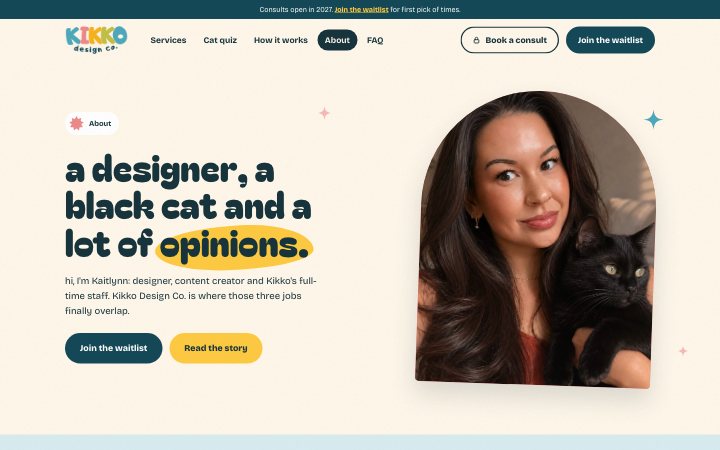 Consults open in 2027. Join the waitlist for first pick of times.
KIKKO
design co.
Services
Cat quiz
How it works
About
FAQ
Book a consult
Join the waitlist
About
a designer, a
black cat and a
lot of opinions.
hi, I'm Kaitlynn: designer, content creator and Kikko's full-
time staff. Kikko Design Co. is where those three jobs
finally overlap.
Join the waitlist
Read the story